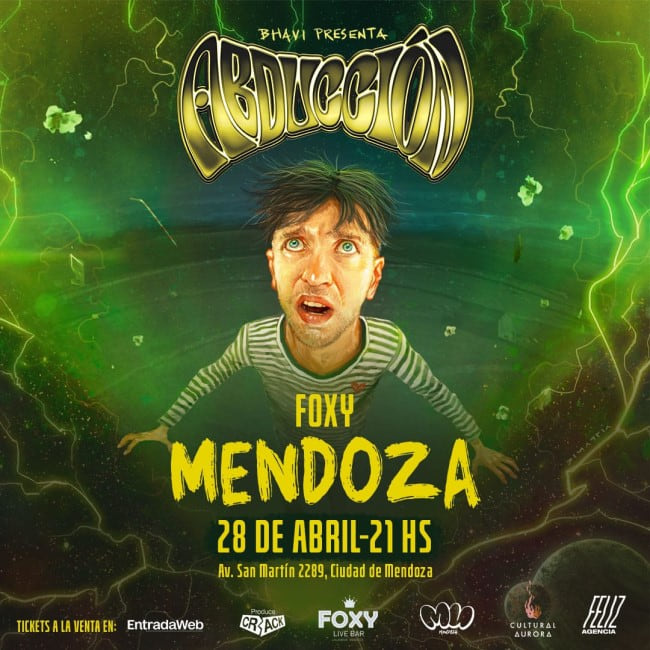 BHAVI PRESENTA
ABDUCCIÓN
FOXY
MENDOZA
28 DE ABRIL-21 HS
Av. San Martín 2289, Ciudad de Mendoza
TICKETS A LA VENTA EN:
EntradaWeb
Produce
CRACK
FOXY
LIVE BAR
CULTURAL
AURORA
FELIZ
AGENCIA